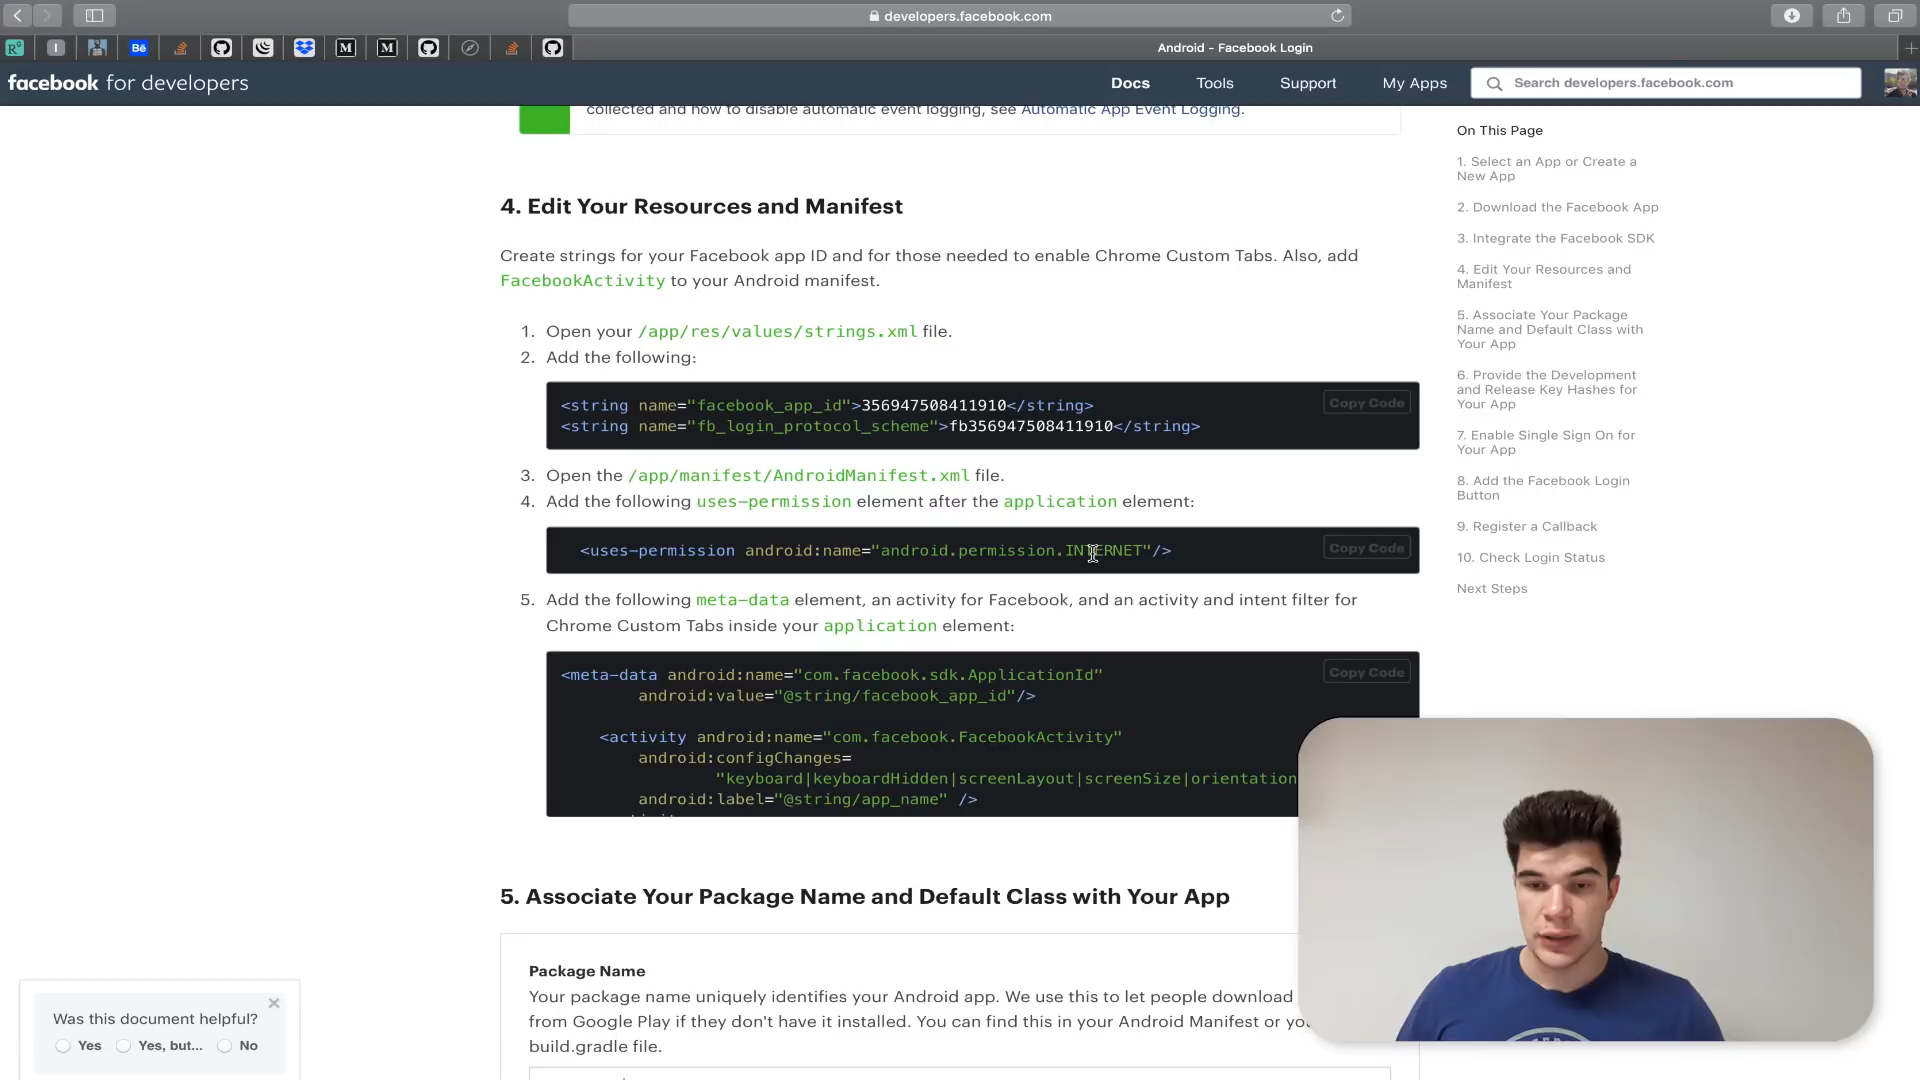 developers.facebook.com
Bē
M
M
Android - Facebook Login
facebook for developers
Docs
Tools
Support
My Apps
Search developers.facebook.com
collected and how to disable automatic event logging, see Automatic App Event Logging.
4. Edit Your Resources and Manifest
Create strings for your Facebook app ID and for those needed to enable Chrome Custom Tabs. Also, add
FacebookActivity to your Android manifest.
1. Open your /app/res/values/strings.xml file.
2. Add the following:
<string name="facebook_app_id">356947508411910</string>
<string name="fb_login_protocol_scheme">fb356947508411910</string>
Copy Code
3. Open the /app/manifest/AndroidManifest.xml file.
4. Add the following uses-permission element after the application element:
<uses-permission android:name="android.permission.INTERNET"/>
Copy Code
5. Add the following meta-data element, an activity for Facebook, and an activity and intent filter for
Chrome Custom Tabs inside your application element:
<meta-data android:name="com.facebook.sdk.ApplicationId"
android:value="@string/facebook_app_id"/>
Copy Code
<activity android:name="com.facebook.FacebookActivity"
android:configChanges=
"keyboard|keyboardHidden|screenLayout|screenSize|orientation
android:label="@string/app_name" />
5. Associate Your Package Name and Default Class with Your App
Package Name
Your package name uniquely identifies your Android app. We use this to let people download
from Google Play if they don't have it installed. You can find this in your Android Manifest or
build.gradle file.
On This Page
1. Select an App or Create a
New App
2. Download the Facebook App
3. Integrate the Facebook SDK
4. Edit Your Resources and
Manifest
5. Associate Your Package
Name and Default Class with
Your App
6. Provide the Development
and Release Key Hashes for
Your App
7. Enable Single Sign On for
Your App
8. Add the Facebook Login
Button
9. Register a Callback
10. Check Login Status
Next Steps
Was this document helpful?
Yes
Yes, but...
No